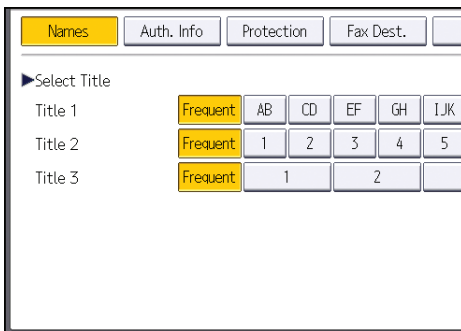 Names Auth. Info Protection Fax Dest.
▶Select Title
Title 1 Frequent AB CD EF GH IJK
Title 2 Frequent 1 2 3 4 5
Title 3 Frequent 1 2